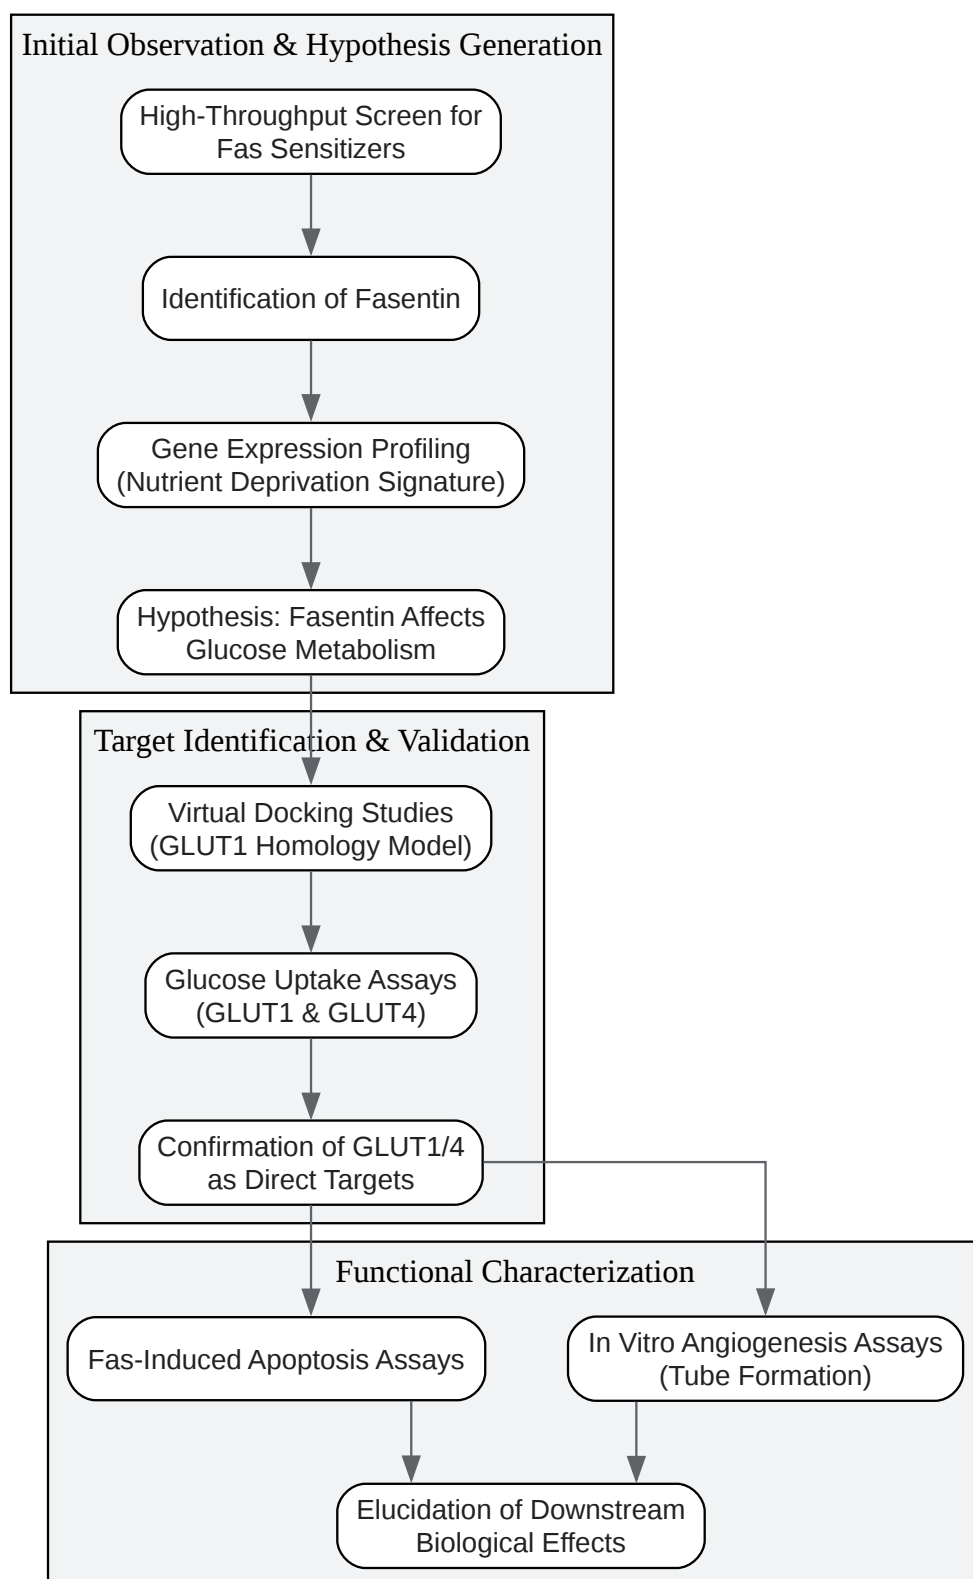 Initial Observation & Hypothesis Generation
High-Throughput Screen for
Fas Sensitizers
Identification of Fasentin
Gene Expression Profiling
(Nutrient Deprivation Signature)
Hypothesis: Fasentin Affects
Glucose Metabolism
Target Identification & Validation
Virtual Docking Studies
(GLUT1 Homology Model)
Glucose Uptake Assays
(GLUT1 & GLUT4)
Confirmation of GLUT1/4
as Direct Targets
Functional Characterization
Fas-Induced Apoptosis Assays
In Vitro Angiogenesis Assays
(Tube Formation)
Elucidation of Downstream
Biological Effects